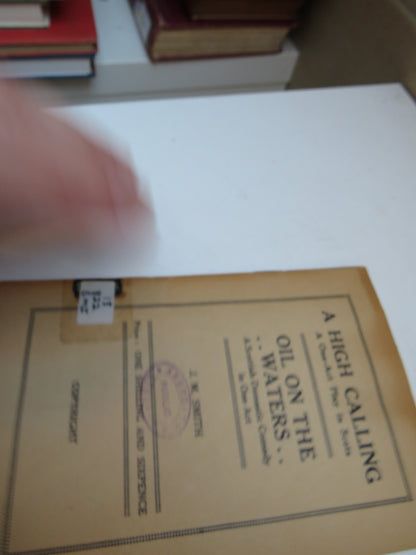 A HIGH CALLING
A One-Act Play in Scots
OIL ON THE
. . WATERS . .
A Scottish Domestic Comedy
in One Act
J. M. SMITH
Price : ONE SHILLING AND SIXPENCE
COPYRIGHT
822